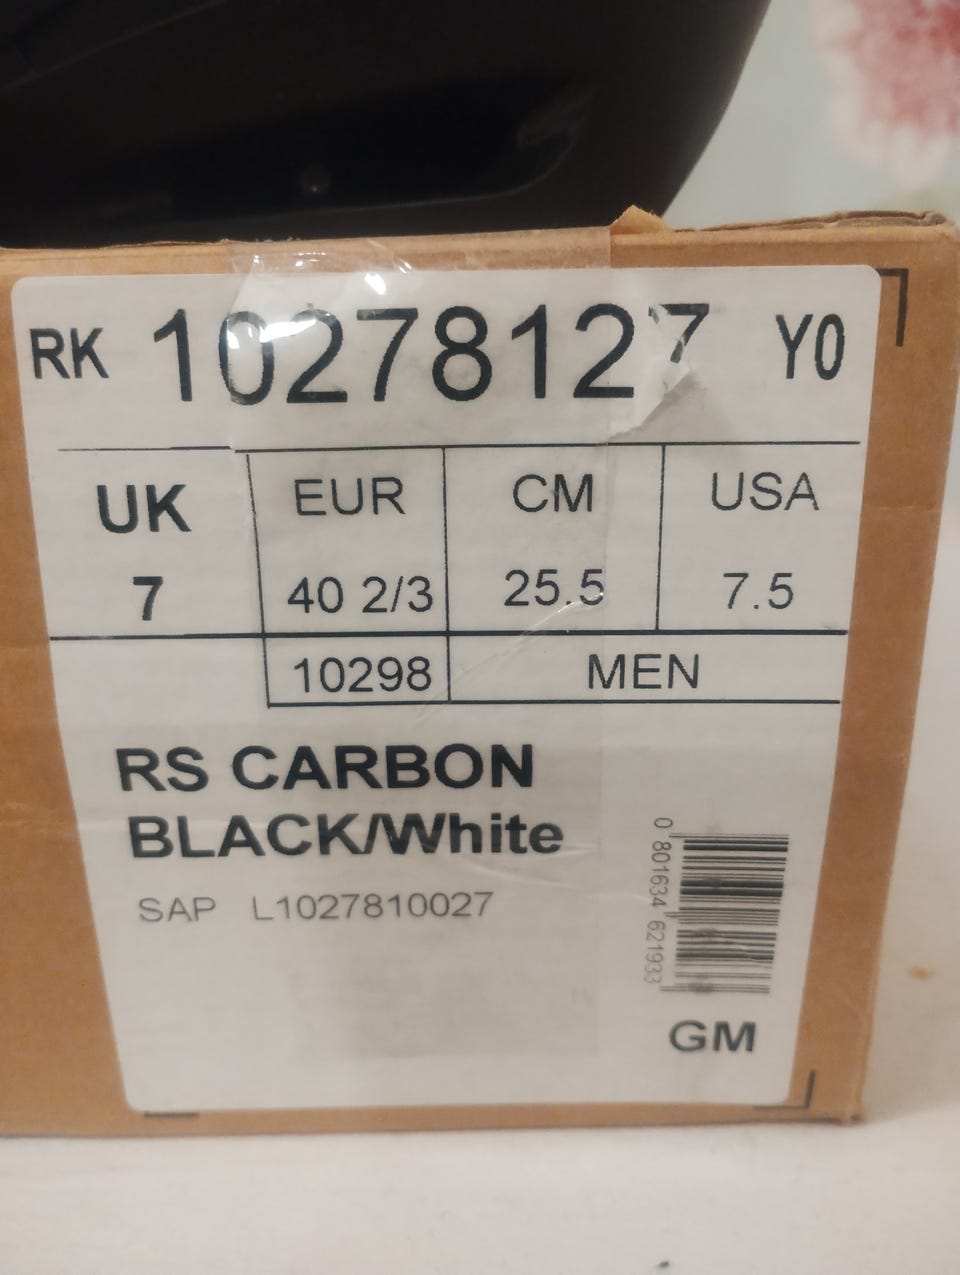 RK 10278127 Y0
UK EUR CM USA
7 40 2/3 25.5 7.5
10298 MEN
RS CARBON
BLACK/White
SAP L1027810027
0 801634 621933
GM